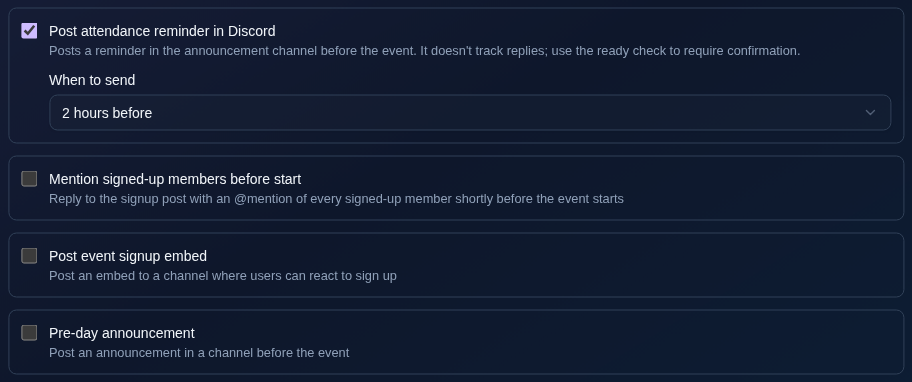 Post attendance reminder in Discord
Posts a reminder in the announcement channel before the event. It doesn't track replies; use the ready check to require confirmation.
When to send
2 hours before
Mention signed-up members before start
Reply to the signup post with an @mention of every signed-up member shortly before the event starts
Post event signup embed
Post an embed to a channel where users can react to sign up
Pre-day announcement
Post an announcement in a channel before the event